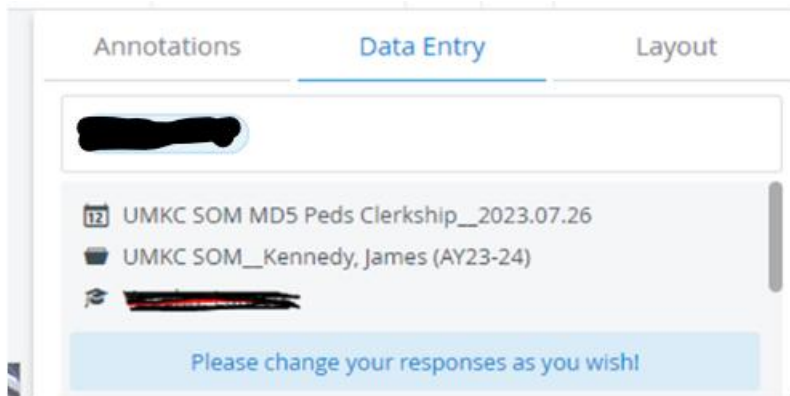 Annotations Data Entry Layout
12 UMKC SOM MD5 Peds Clerkship__2023.07.26
UMKC SOM__Kennedy, James (AY23-24)
Please change your responses as you wish!